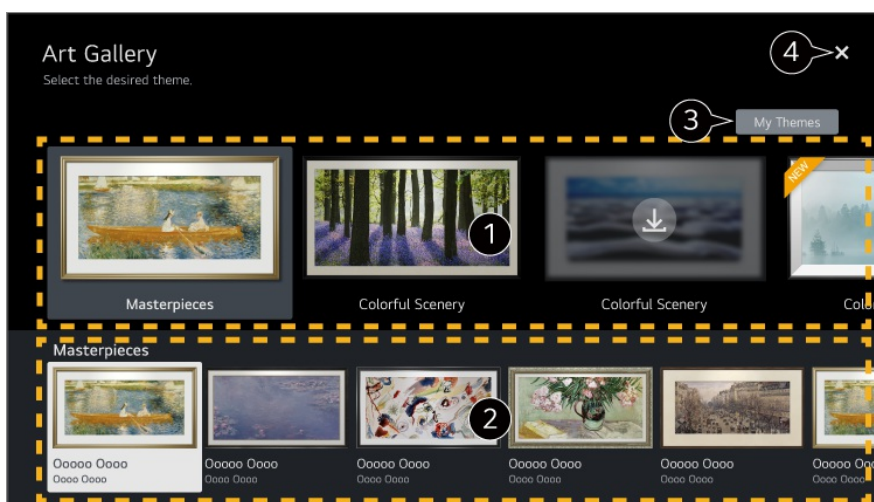 Art Gallery
Select the desired theme.
4
×
3
My Themes
NEW
1
Masterpieces
Colorful Scenery
Colorful Scenery
Masterpieces
2
Ooooo Oooo
Ooooo Oooo
Ooooo Oooo
Ooooo Oooo
Ooooo Oooo
Oooo Oooo
Oooo Oooo
Oooo Oooo
Oooo Oooo
Oooo Oooo